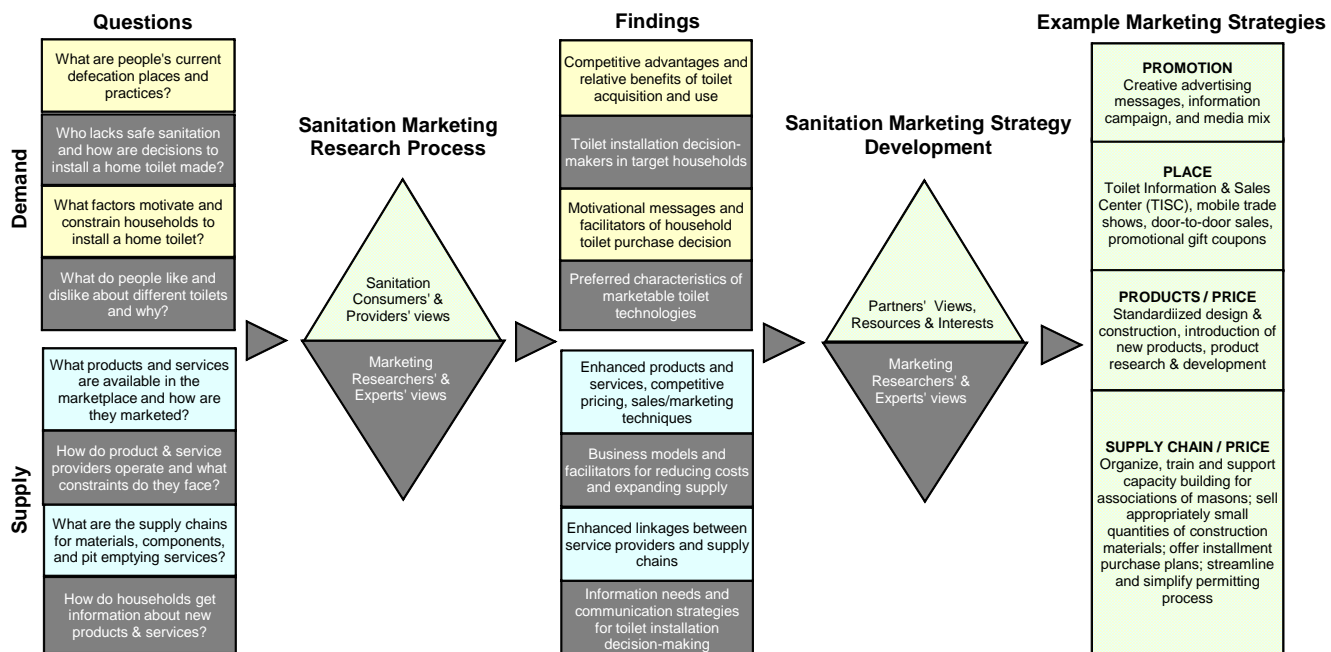 Questions
Demand
What are people's current
defecation places and
practices?
Who lacks safe sanitation
and how are decisions to
install a home toilet made?
What factors motivate and
constrain households to
install a home toilet?
What do people like and
dislike about different toilets
and why?
Supply
What products and services
are available in the
marketplace and how are
they marketed?
How do product & service
providers operate and what
constraints do they face?
What are the supply chains
for materials, components,
and pit emptying services?
How do households get
information about new
products & services?
Sanitation Marketing
Research Process
Sanitation
Consumers' &
Providers' views
Marketing
Researchers' &
Experts' views
Findings
Competitive advantages and
relative benefits of toilet
acquisition and use
Toilet installation decision-
makers in target households
Motivational messages and
facilitators of household
toilet purchase decision
Preferred characteristics of
marketable toilet
technologies
Enhanced products and
services, competitive
pricing, sales/marketing
techniques
Business models and
facilitators for reducing costs
and expanding supply
Enhanced linkages between
service providers and supply
chains
Information needs and
communication strategies
for toilet installation
decision-making
Sanitation Marketing Strategy
Development
Partners' Views,
Resources & Interests
Marketing
Researchers' &
Experts' views
Example Marketing Strategies
PROMOTION
Creative advertising
messages, information
campaign, and media mix
PLACE
Toilet Information & Sales
Center (TISC), mobile trade
shows, door-to-door sales,
promotional gift coupons
PRODUCTS / PRICE
Standardiized design &
construction, introduction of
new products, product
research & development
SUPPLY CHAIN / PRICE
Organize, train and support
capacity building for
associations of masons; sell
appropriately small
quantities of construction
materials; offer installment
purchase plans; streamline
and simplify permitting
process